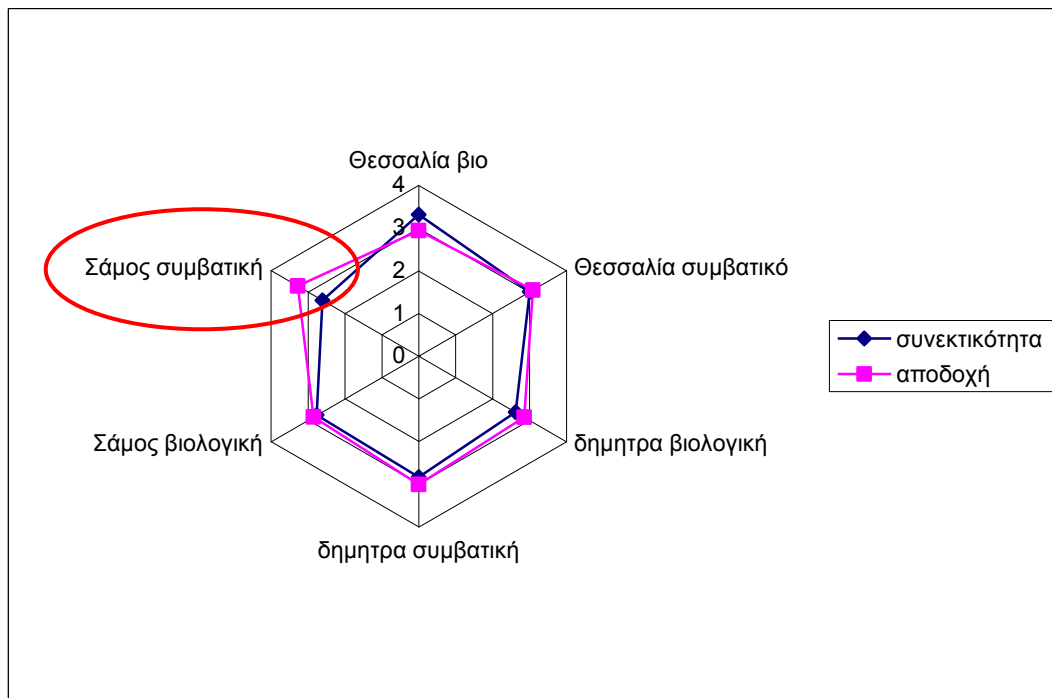 Θεσσαλία βιο
4
3
2
1
0
Θεσσαλία συμβατικό
δημητρα βιολογική
δημητρα συμβατική
Σάμος βιολογική
Σάμος συμβατική
συνεκτικότητα
αποδοχή